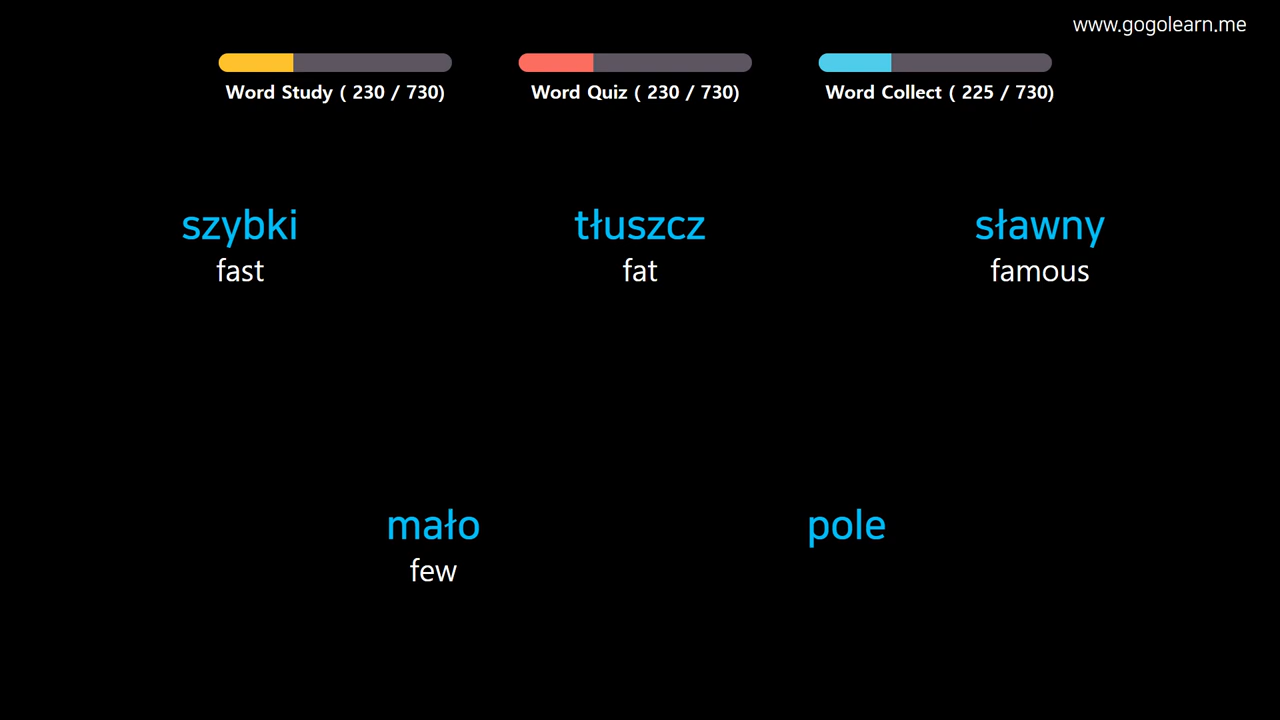 www.gogolearn.me
Word Study ( 230 / 730)
Word Quiz ( 230 / 730)
Word Collect ( 225 / 730)
szybki
fast
tłuszcz
fat
sławny
famous
mało
few
pole